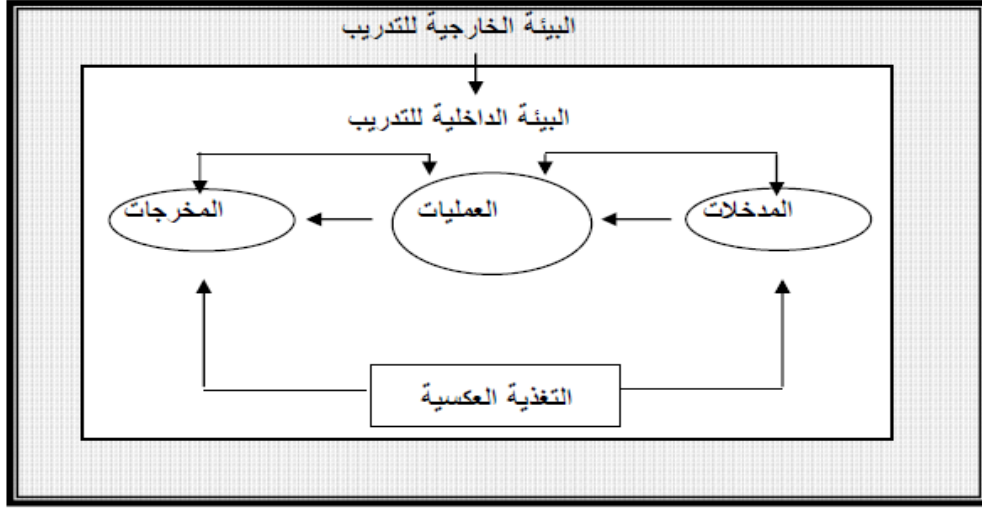 البيئة الخارجية للتدريب
البيئة الداخلية للتدريب
المدخلات
العمليات
المخرجات
التغذية العكسية